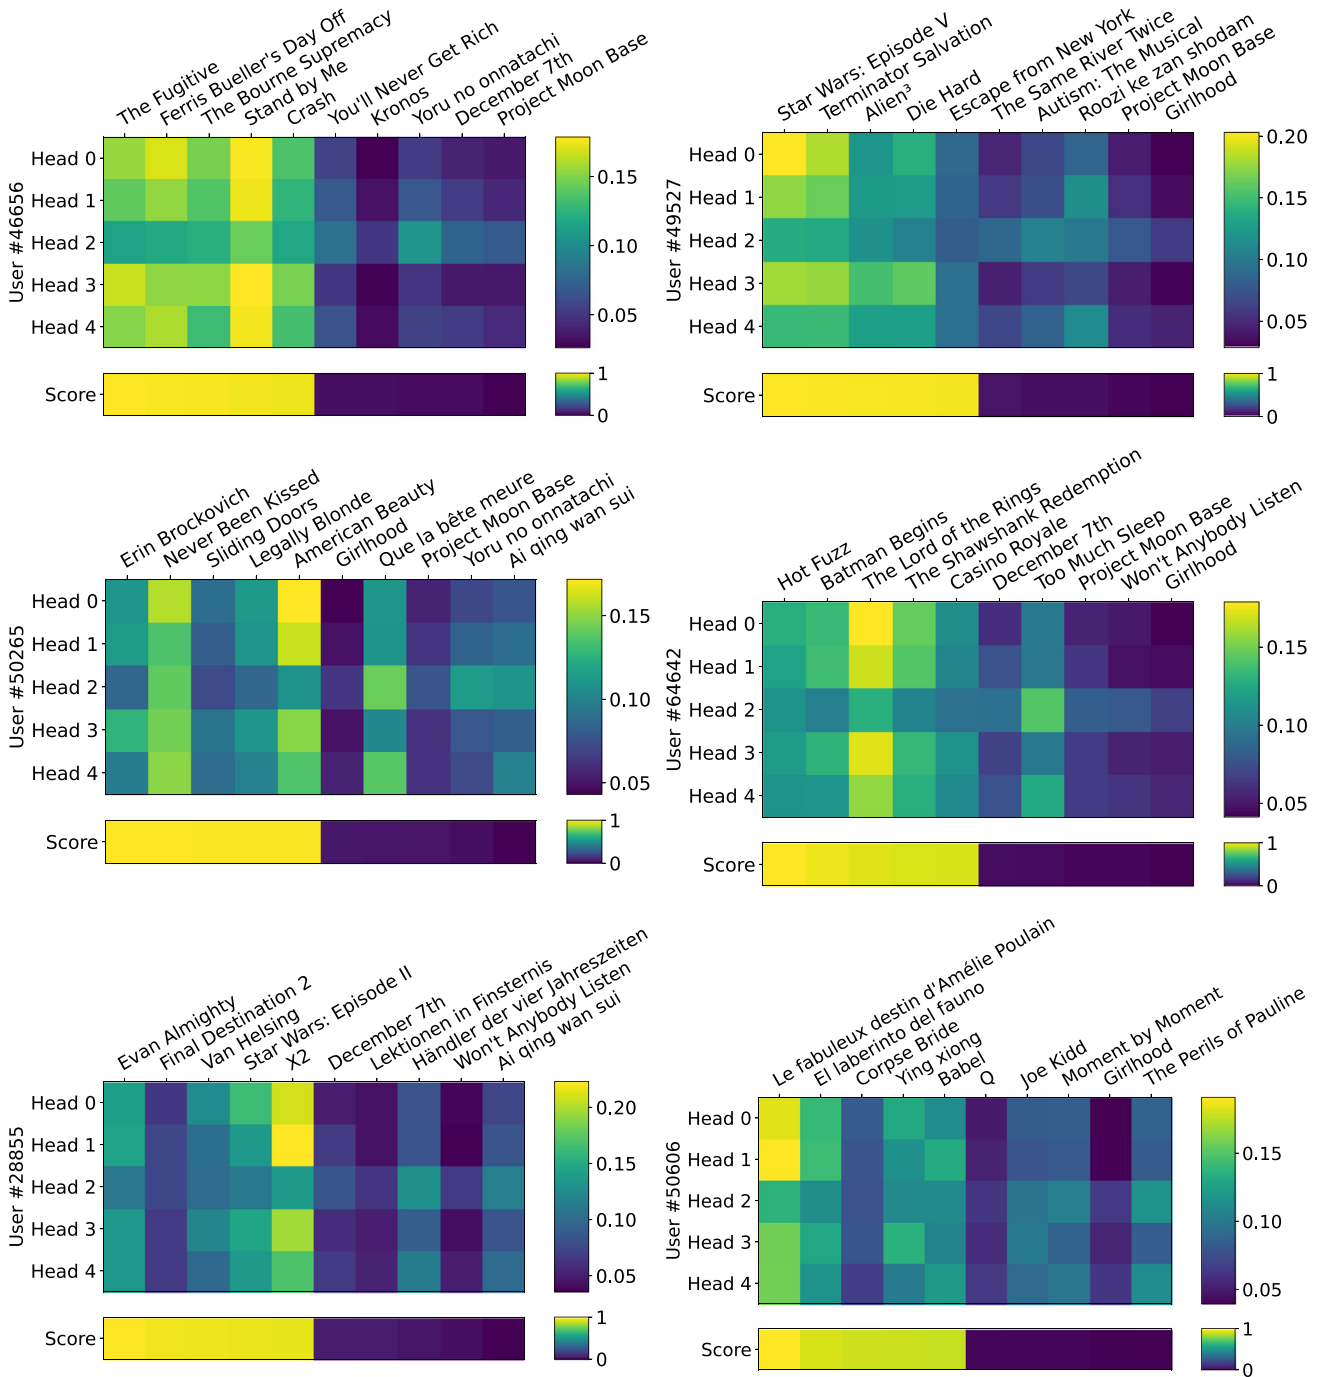 The Fugitive
Ferris Bueller's Day Off
The Bourne Supremacy
Stand by Me
Crash
You'll Never Get Rich
Kronos
Yoru no onnatachi
December 7th
Project Moon Base
User #46656
Head 0
Head 1
Head 2
Head 3
Head 4
0.15
0.10
0.05
Score
1
0
Star Wars: Episode V
Terminator Salvation
Alien³
Die Hard
Escape from New York
The Same River Twice
Autism: The Musical
Roozi ke zan shodam
Project Moon Base
Girlhood
User #49527
Head 0
Head 1
Head 2
Head 3
Head 4
0.20
0.15
0.10
0.05
Score
1
0
Erin Brockovich
Never Been Kissed
Sliding Doors
Legally Blonde
American Beauty
Girlhood
Que la bête meure
Project Moon Base
Yoru no onnatachi
Ai qing wan sui
User #50265
Head 0
Head 1
Head 2
Head 3
Head 4
0.15
0.10
0.05
Score
1
0
Hot Fuzz
Batman Begins
The Lord of the Rings
The Shawshank Redemption
Casino Royale
December 7th
Too Much Sleep
Project Moon Base
Won't Anybody Listen
Girlhood
User #64642
Head 0
Head 1
Head 2
Head 3
Head 4
0.15
0.10
0.05
Score
1
0
Evan Almighty
Final Destination 2
Van Helsing
Star Wars: Episode II
X2
December 7th
Lektionen in Finsternis
Händler der vier Jahreszeiten
Won't Anybody Listen
Ai qing wan sui
User #28855
Head 0
Head 1
Head 2
Head 3
Head 4
0.20
0.15
0.10
0.05
Score
1
0
Le fabuleux destin d'Amélie Poulain
El laberinto del fauno
Corpse Bride
Ying xiong
Babel
Q
Joe Kidd
Moment by Moment
Girlhood
The Perils of Pauline
User #50606
Head 0
Head 1
Head 2
Head 3
Head 4
0.15
0.10
0.05
Score
1
0